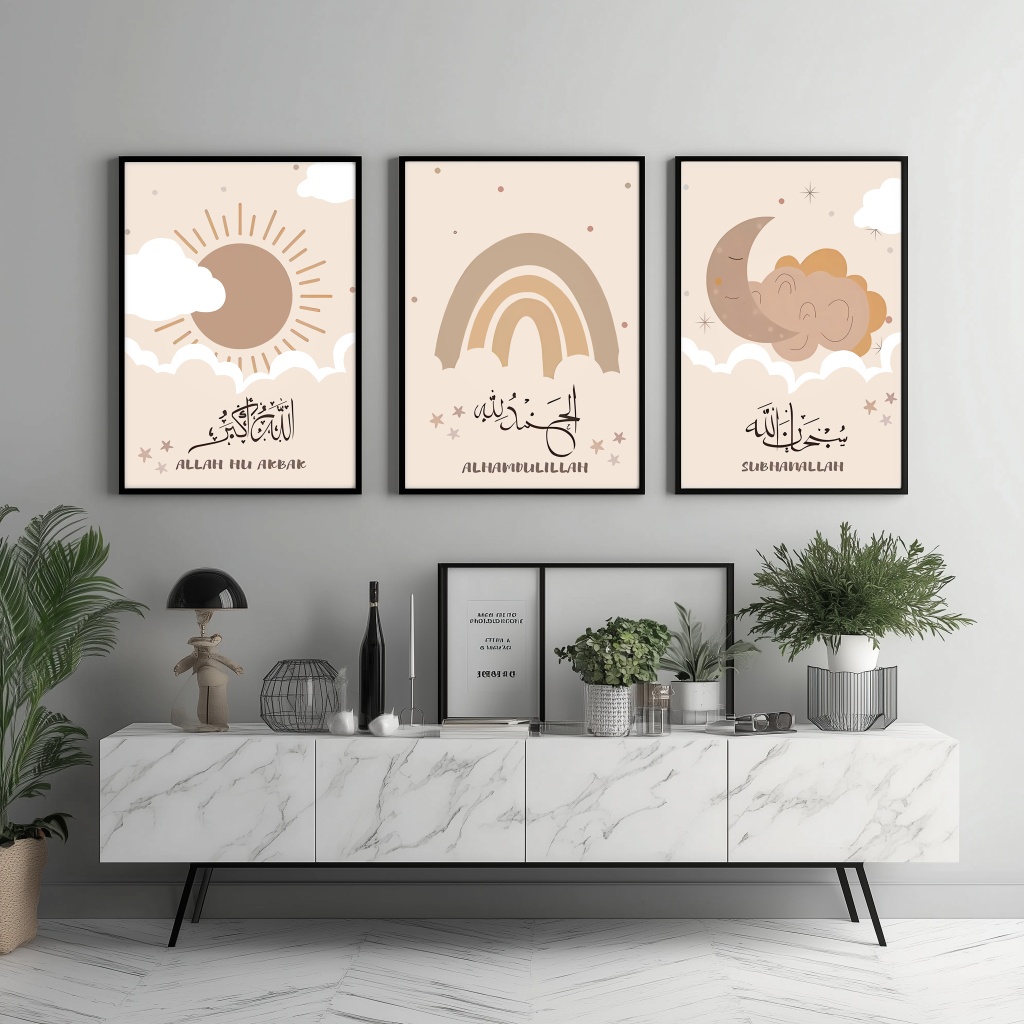 الله أكبر
ALLAH HU AKBAR
الحمد لله
ALHAMDULILLAH
سبحان الله
SUBHANALLAH